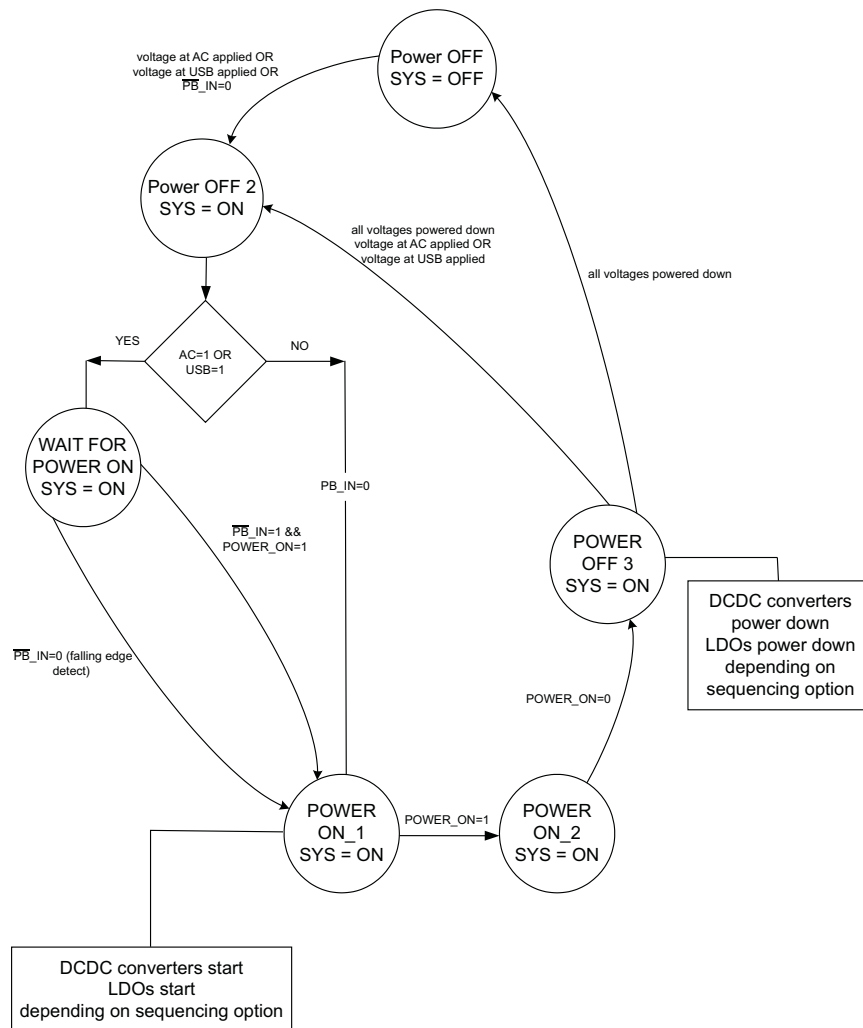 Power OFF
SYS = OFF
voltage at AC applied OR
voltage at USB applied OR
P̅B̅_IN=0
Power OFF 2
SYS = ON
all voltages powered down
voltage at AC applied OR
voltage at USB applied
all voltages powered down
AC=1 OR
USB=1
YES
NO
WAIT FOR
POWER ON
SYS = ON
PB_IN=0
P̅B̅_IN=1 &&
POWER_ON=1
POWER
OFF 3
SYS = ON
DCDC converters
power down
LDOs power down
depending on
sequencing option
P̅B̅_IN=0 (falling edge
detect)
POWER_ON=0
POWER
ON_1
SYS = ON
POWER_ON=1
POWER
ON_2
SYS = ON
DCDC converters start
LDOs start
depending on sequencing option